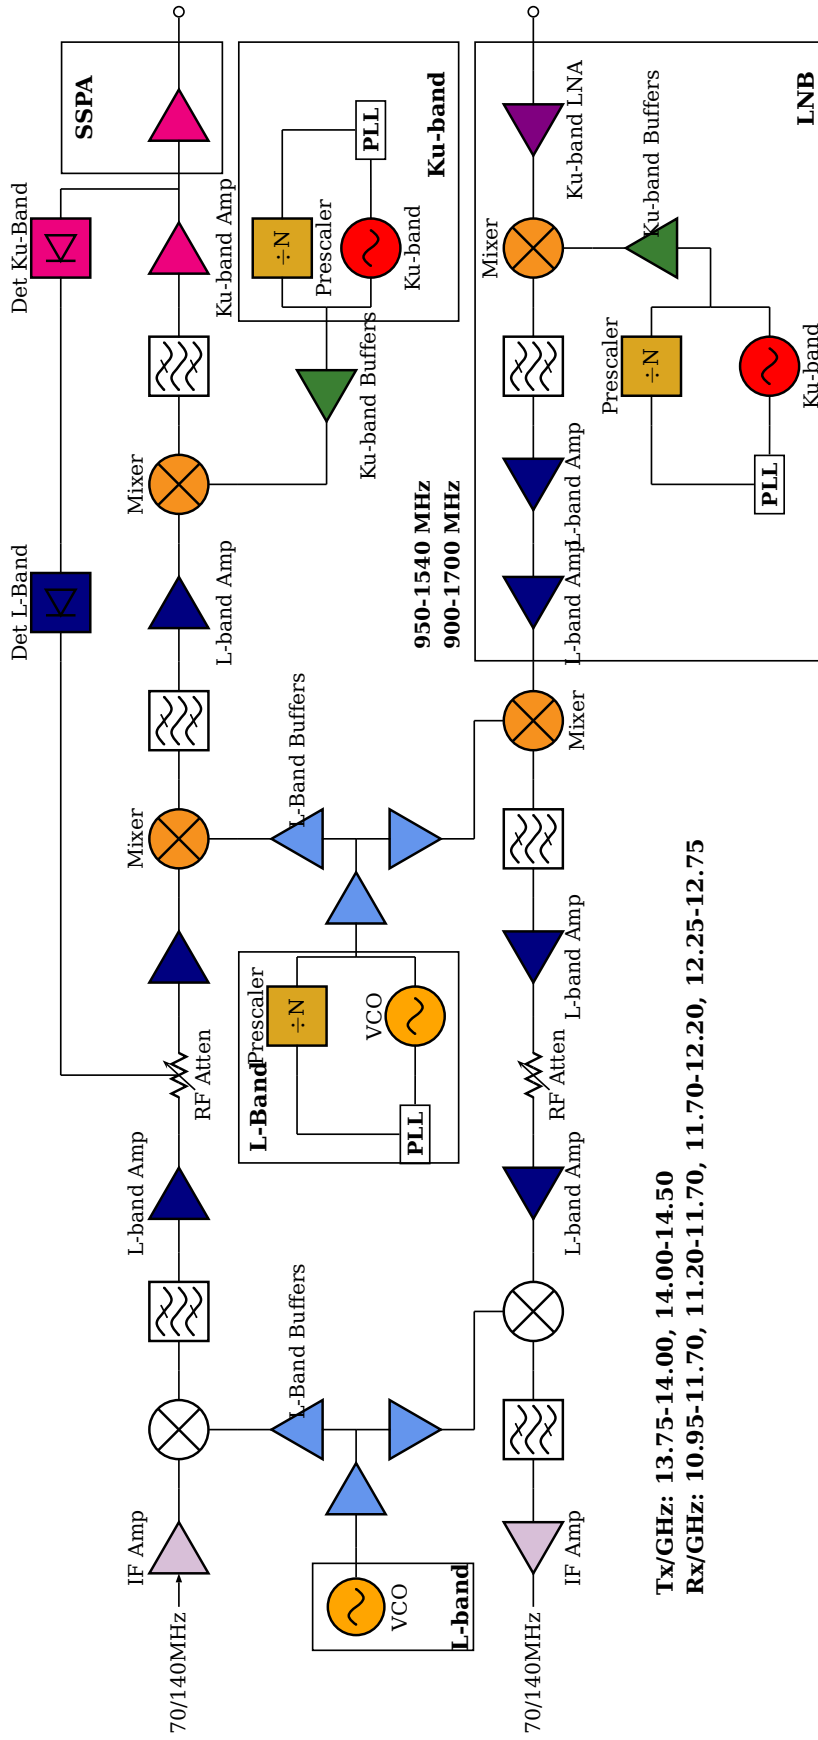 Det L-Band
Det Ku-Band
SSPA
IF Amp
L-band Amp
Mixer
Mixer
70/140MHz
RF Atten
L-band Amp
Ku-band Amp
Prescaler
L-Band
÷N
L-Band Buffers
÷N
L-Band Buffers
Prescaler
VCO
Ku-band Buffers
PLL
VCO
PLL
Ku-band
950-1540 MHz
Ku-band
900-1700 MHz
L-band
Mixer
70/140MHz
RF Atten
IF Amp
L-band Amp
L-band Amp
Mixer
L-band Amp
L-band Amp
Ku-band LNA
Prescaler
÷N
Ku-band Buffers
Tx/GHz: 13.75-14.00, 14.00-14.50
Rx/GHz: 10.95-11.70, 11.20-11.70, 11.70-12.20, 12.25-12.75
PLL
LNB
Ku-band